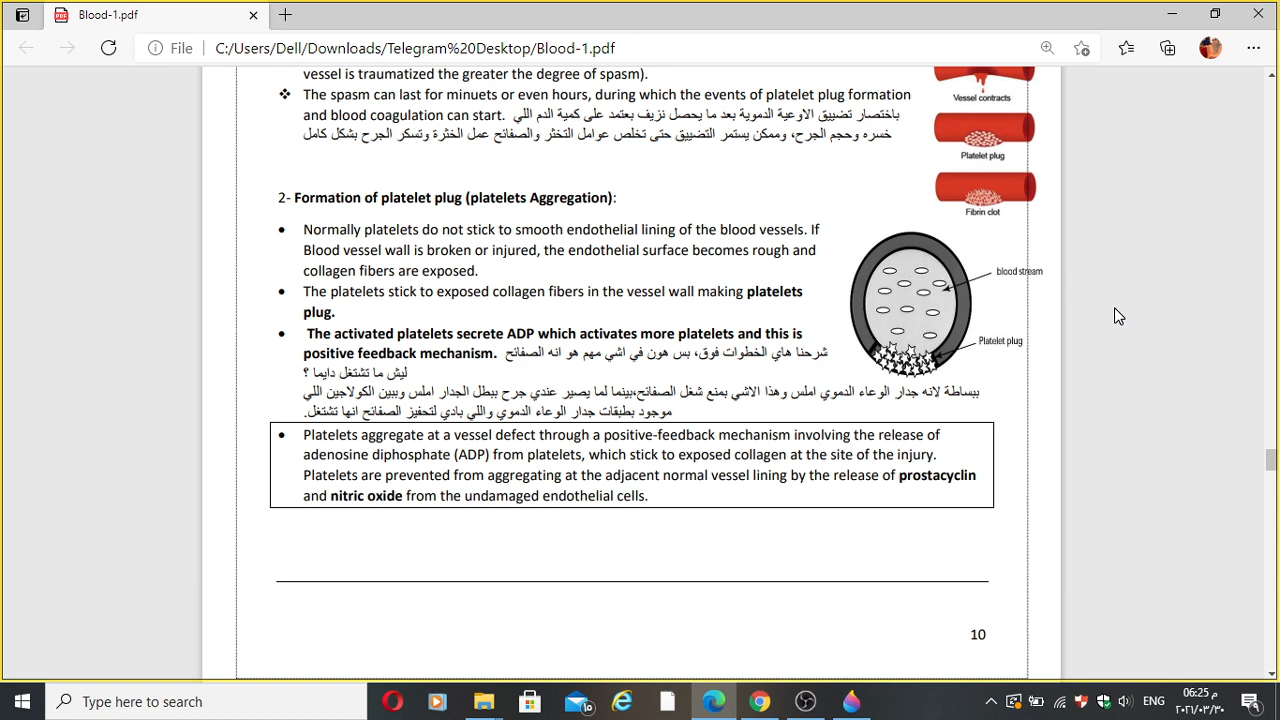 Blood-1.pdf
File
C:/Users/Dell/Downloads/Telegram%20Desktop/Blood-1.pdf
vessel is traumatized the greater the degree of spasm).
❖ The spasm can last for minuets or even hours, during which the events of platelet plug formation
and blood coagulation can start. باختصار تضييق الاوعية الدموية بعد ما يحصل نزيف بعتمد على كمية الدم اللي
خسره وحجم الجرح، وممكن يستمر التضييق حتى تخلص عوامل التخثر والصفائح عمل الخثرة وتسكر الجرح بشكل كامل
Vessel contracts
Platelet plug
Fibrin clot
2- Formation of platelet plug (platelets Aggregation):
• Normally platelets do not stick to smooth endothelial lining of the blood vessels. If
Blood vessel wall is broken or injured, the endothelial surface becomes rough and
collagen fibers are exposed.
• The platelets stick to exposed collagen fibers in the vessel wall making platelets
plug.
• The activated platelets secrete ADP which activates more platelets and this is
positive feedback mechanism. شرحنا هاي الخطوات فوق، بس هون في اشي مهم هو انه الصفائح
ليش ما تشتغل دايما ؟
ببساطة لانه جدار الوعاء الدموي املس وهذا الاشي بمنع شغل الصفائح،بينما لما يصير عندي جرح ببطل الجدار املس وببين الكولاجين اللي
موجود بطبقات جدار الوعاء الدموي واللي بادي لتحفيز الصفائح انها تشتغل.
blood stream
Platelet plug
• Platelets aggregate at a vessel defect through a positive-feedback mechanism involving the release of
adenosine diphosphate (ADP) from platelets, which stick to exposed collagen at the site of the injury.
Platelets are prevented from aggregating at the adjacent normal vessel lining by the release of prostacyclin
and nitric oxide from the undamaged endothelial cells.
10
Type here to search
ENG
06:25 م
٢٠٢١/٠٣/٣٠